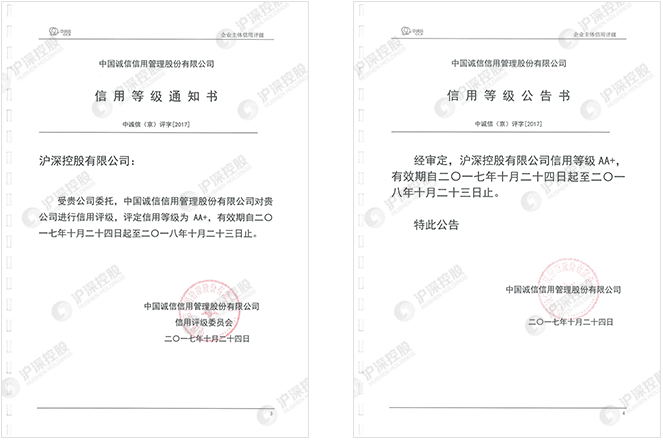 企业主体信用评级
中国诚信信用管理股份有限公司
信用等级通知书
中诚信（京）评字[2017]
沪深控股有限公司：
受贵公司委托，中国诚信信用管理股份有限公司对贵
公司进行信用评级，评定信用等级为 AA+，有效期自二〇
一七年十月二十四日起至二〇一八年十月二十三日止。
中国诚信信用管理股份有限公司
信用评级委员会
二〇一七年十月二十四日
3
企业主体信用评级
中国诚信信用管理股份有限公司
信用等级公告书
中诚信（京）评字[2017]
经审定，沪深控股有限公司信用等级 AA+，
有效期自二〇一七年十月二十四日起至二〇一
八年十月二十三日止。
特此公告
中国诚信信用管理股份有限公司
二〇一七年十月二十四日
4
沪深控股